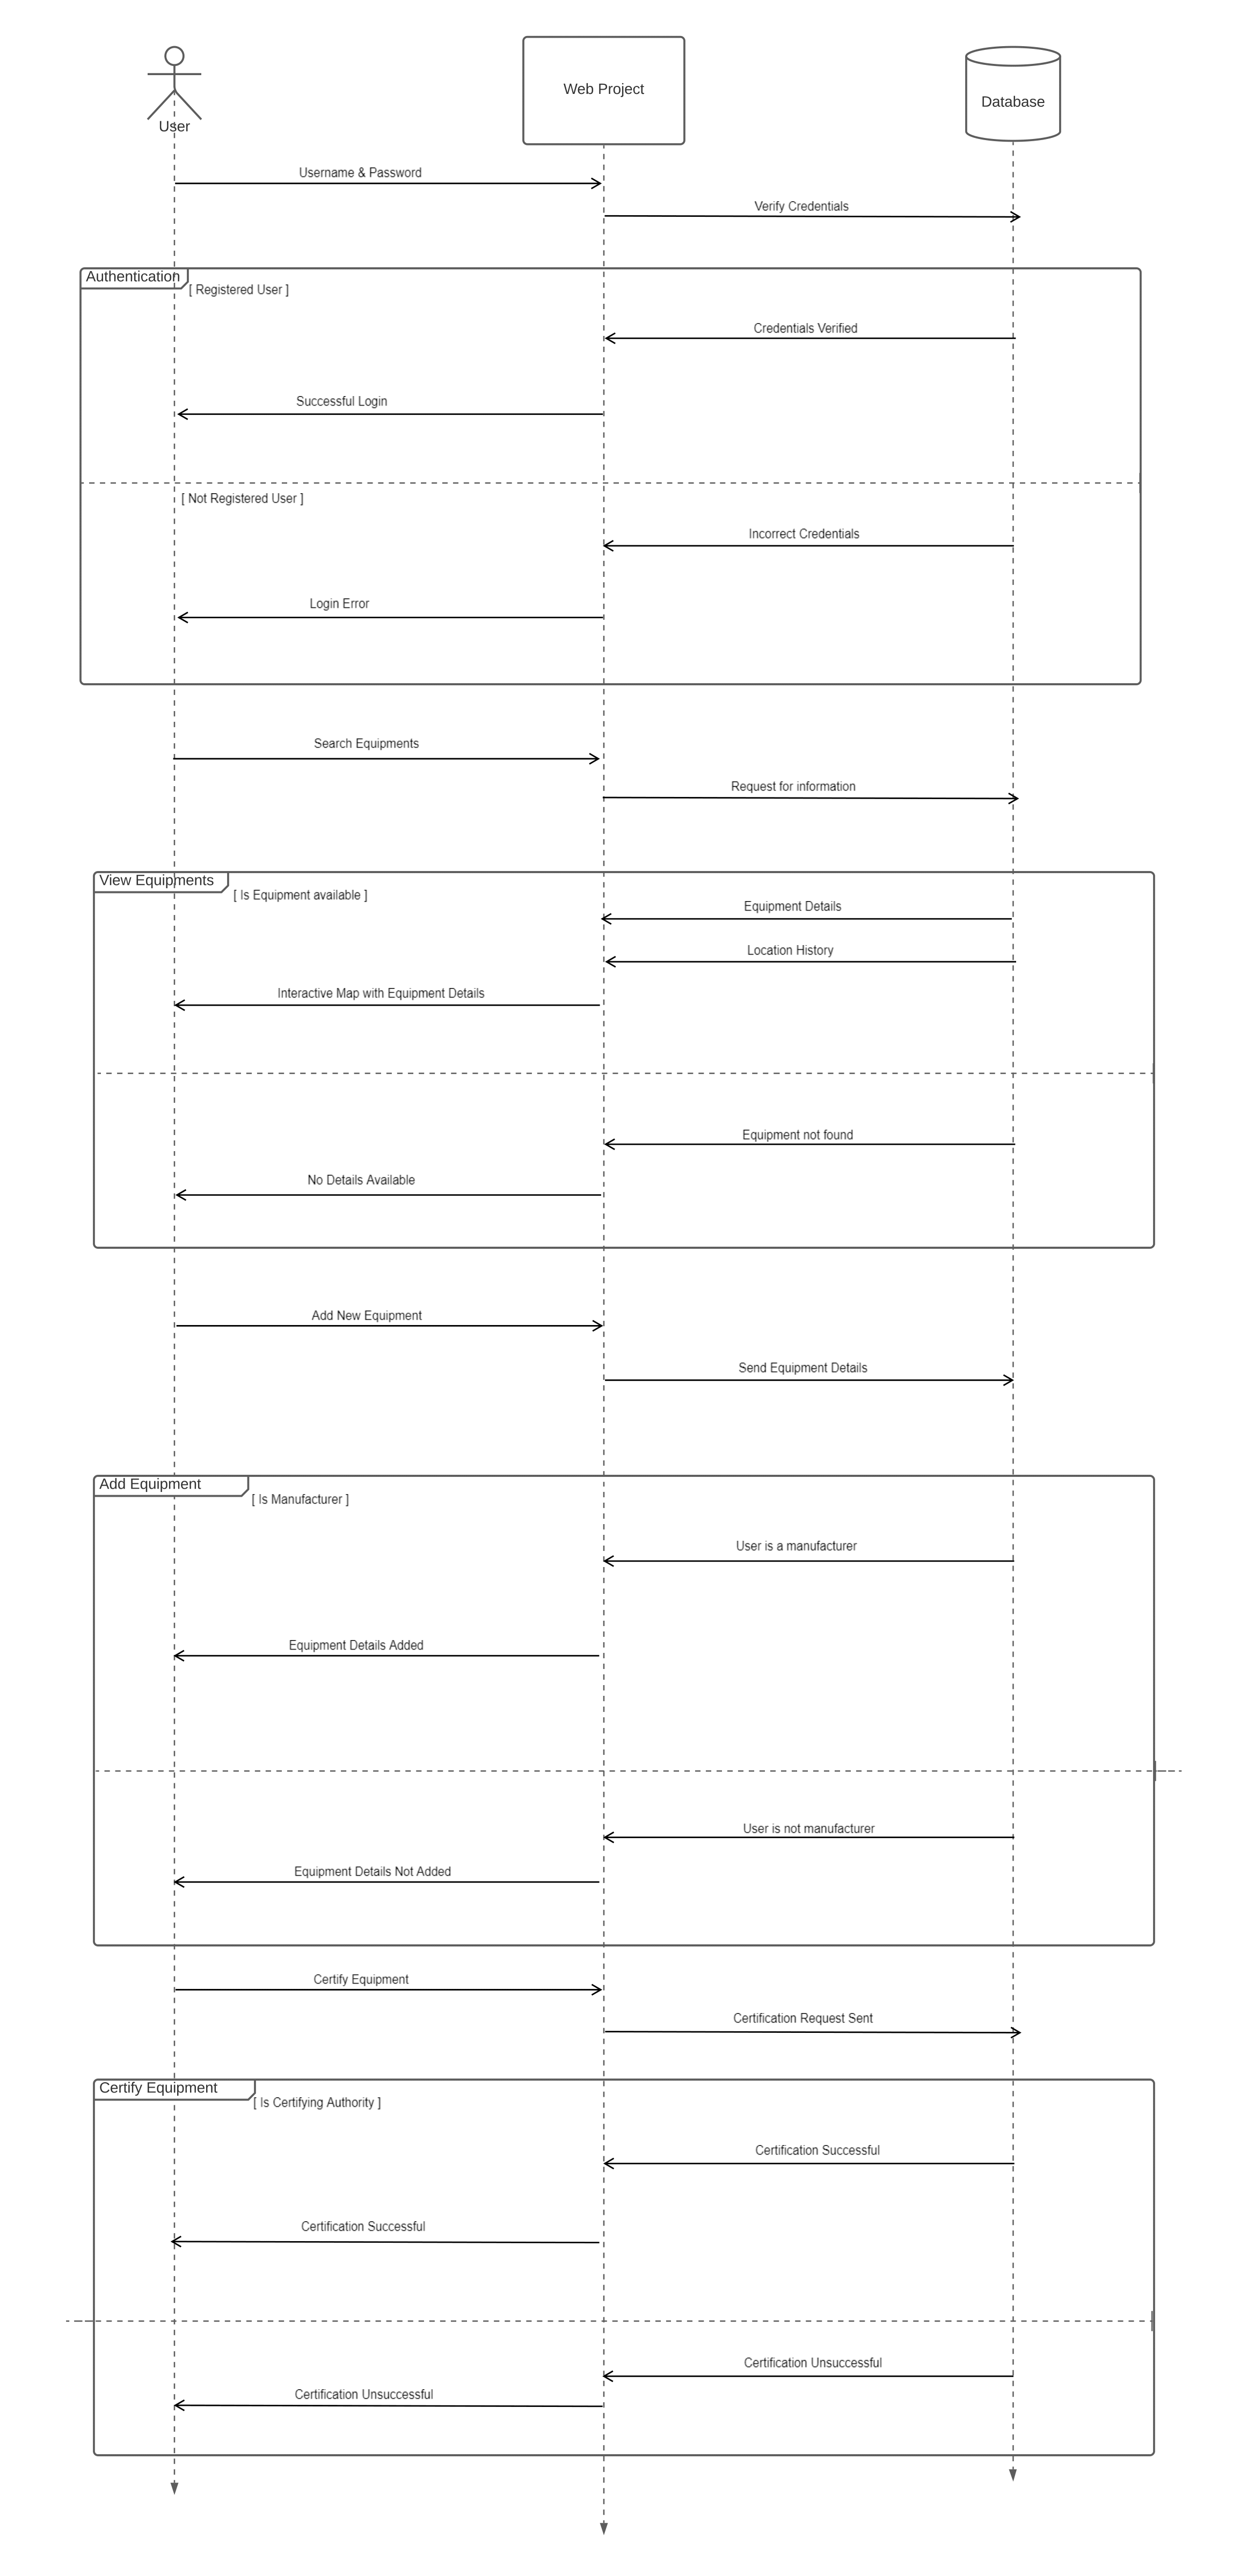 User
Web Project
Database
Username & Password
Verify Credentials
Authentication
[ Registered User ]
Credentials Verified
Successful Login
[ Not Registered User ]
Incorrect Credentials
Login Error
Search Equipments
Request for information
View Equipments
[ Is Equipment available ]
Equipment Details
Location History
Interactive Map with Equipment Details
Equipment not found
No Details Available
Add New Equipment
Send Equipment Details
Add Equipment
[ Is Manufacturer ]
User is a manufacturer
Equipment Details Added
User is not manufacturer
Equipment Details Not Added
Certify Equipment
Certification Request Sent
Certify Equipment
[ Is Certifying Authority ]
Certification Successful
Certification Successful
Certification Unsuccessful
Certification Unsuccessful